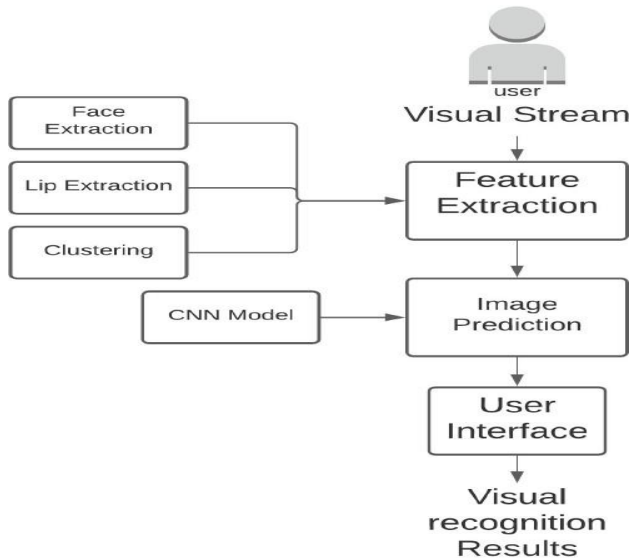 user
Visual Stream
Face
Extraction
Lip Extraction
Clustering
Feature
Extraction
CNN Model
Image
Prediction
User
Interface
Visual
recognition
Results